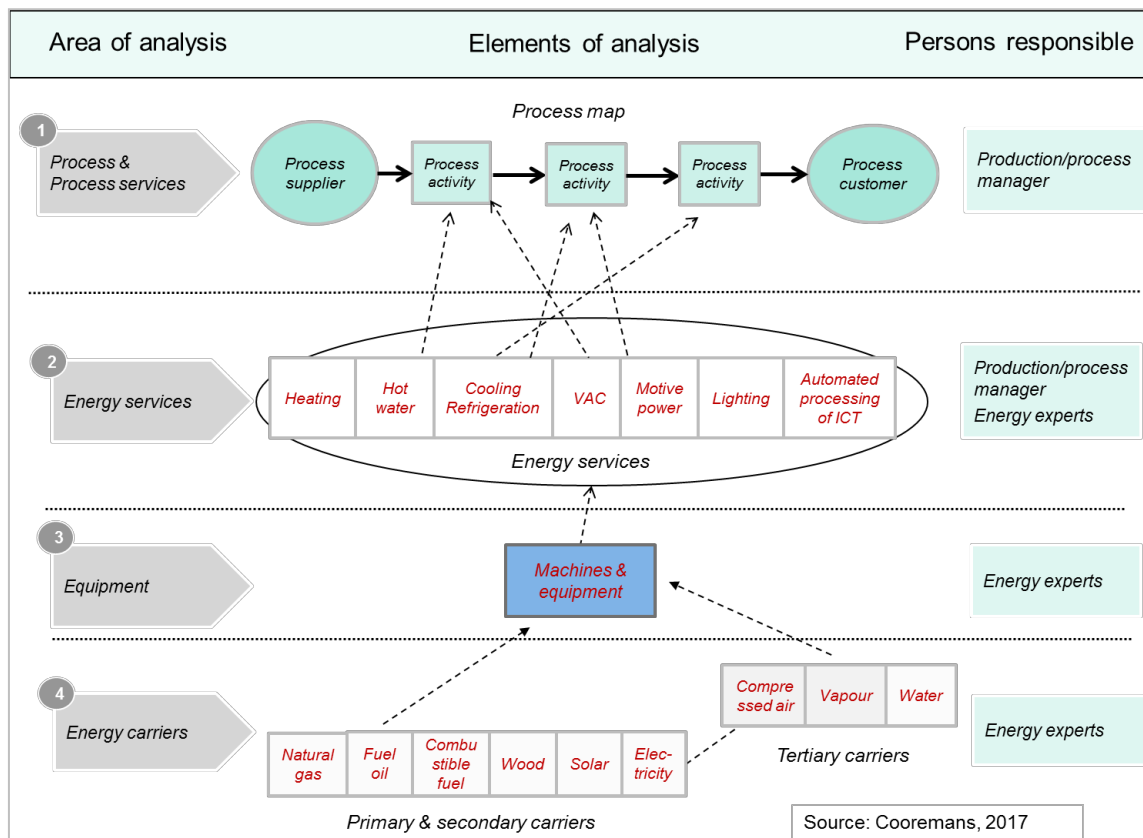 Area of analysis
Elements of analysis
Persons responsible
Process map
1
Process &
Process services
Process
supplier
Process
activity
Process
activity
Process
activity
Process
customer
Production/process
manager
2
Energy services
Heating
Hot
water
Cooling
Refrigeration
VAC
Motive
power
Lighting
Automated
processing
of ICT
Energy services
Production/process
manager
Energy experts
3
Equipment
Machines &
equipment
Energy experts
4
Energy carriers
Compre
ssed air
Vapour
Water
Tertiary carriers
Natural
gas
Fuel
oil
Combu
stible
fuel
Wood
Solar
Elec-
tricity
Primary & secondary carriers
Energy experts
Source: Cooremans, 2017